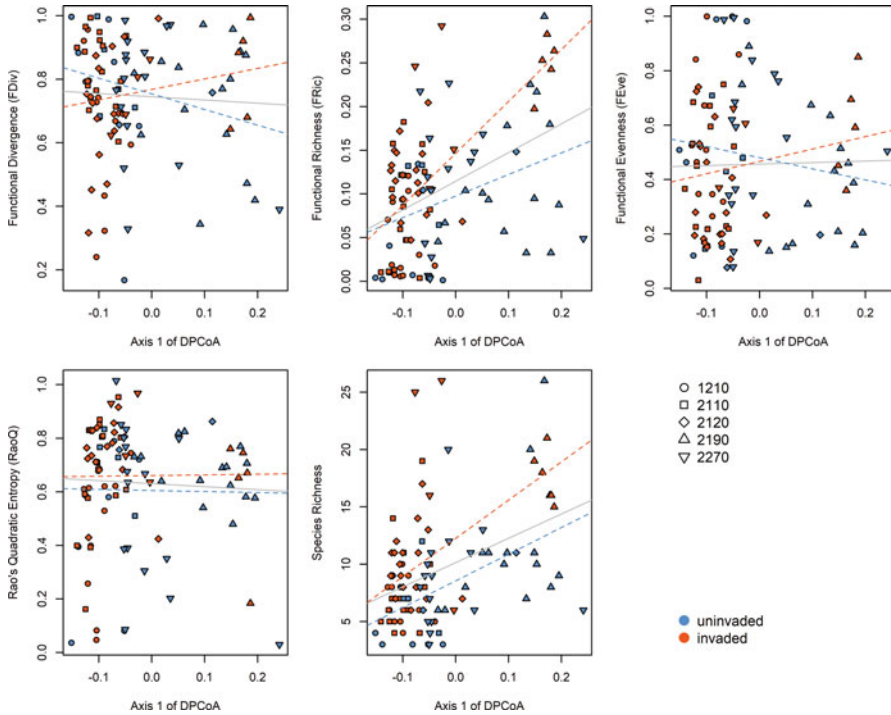 Functional Divergence (FDiv)
1.0
0.8
0.6
0.4
0.2
-0.1 0.0 0.1 0.2
Axis 1 of DPCoA
Functional Richness (FRic)
0.30
0.25
0.20
0.15
0.10
0.05
0.00
-0.1 0.0 0.1 0.2
Axis 1 of DPCoA
Functional Evenness (FEve)
1.0
0.8
0.6
0.4
0.2
0.0
-0.1 0.0 0.1 0.2
Axis 1 of DPCoA
Rao's Quadratic Entropy (RaoQ)
1.0
0.8
0.6
0.4
0.2
0.0
-0.1 0.0 0.1 0.2
Axis 1 of DPCoA
Species Richness
25
20
15
10
5
-0.1 0.0 0.1 0.2
Axis 1 of DPCoA
1210
2110
2120
2190
2270
uninvaded
invaded